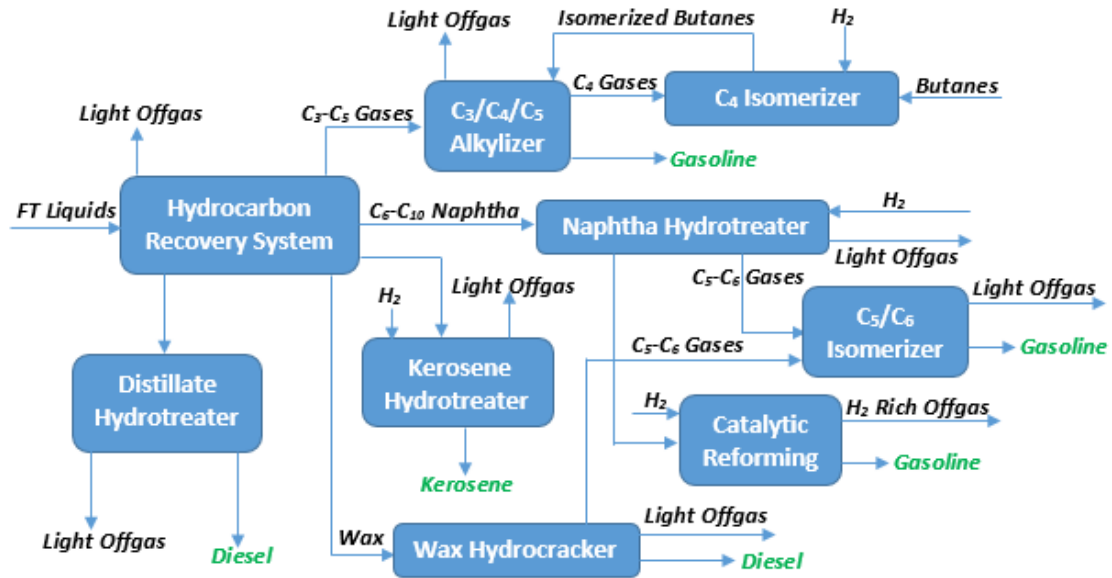 Light Offgas
Isomerized Butanes
H₂
Light Offgas
C₃-C₅ Gases
C₃/C₄/C₅
Alkylizer
C₄ Gases
C₄ Isomerizer
Butanes
Gasoline
FT Liquids
Hydrocarbon
Recovery System
C₆-C₁₀ Naphtha
Naphtha Hydrotreater
H₂
Light Offgas
C₅-C₆ Gases
H₂
Light Offgas
C₅/C₆
Isomerizer
Light Offgas
Gasoline
C₅-C₆ Gases
Distillate
Hydrotreater
Kerosene
Hydrotreater
H₂
Catalytic
Reforming
H₂ Rich Offgas
Gasoline
Kerosene
Light Offgas
Diesel
Wax
Wax Hydrocracker
Light Offgas
Diesel